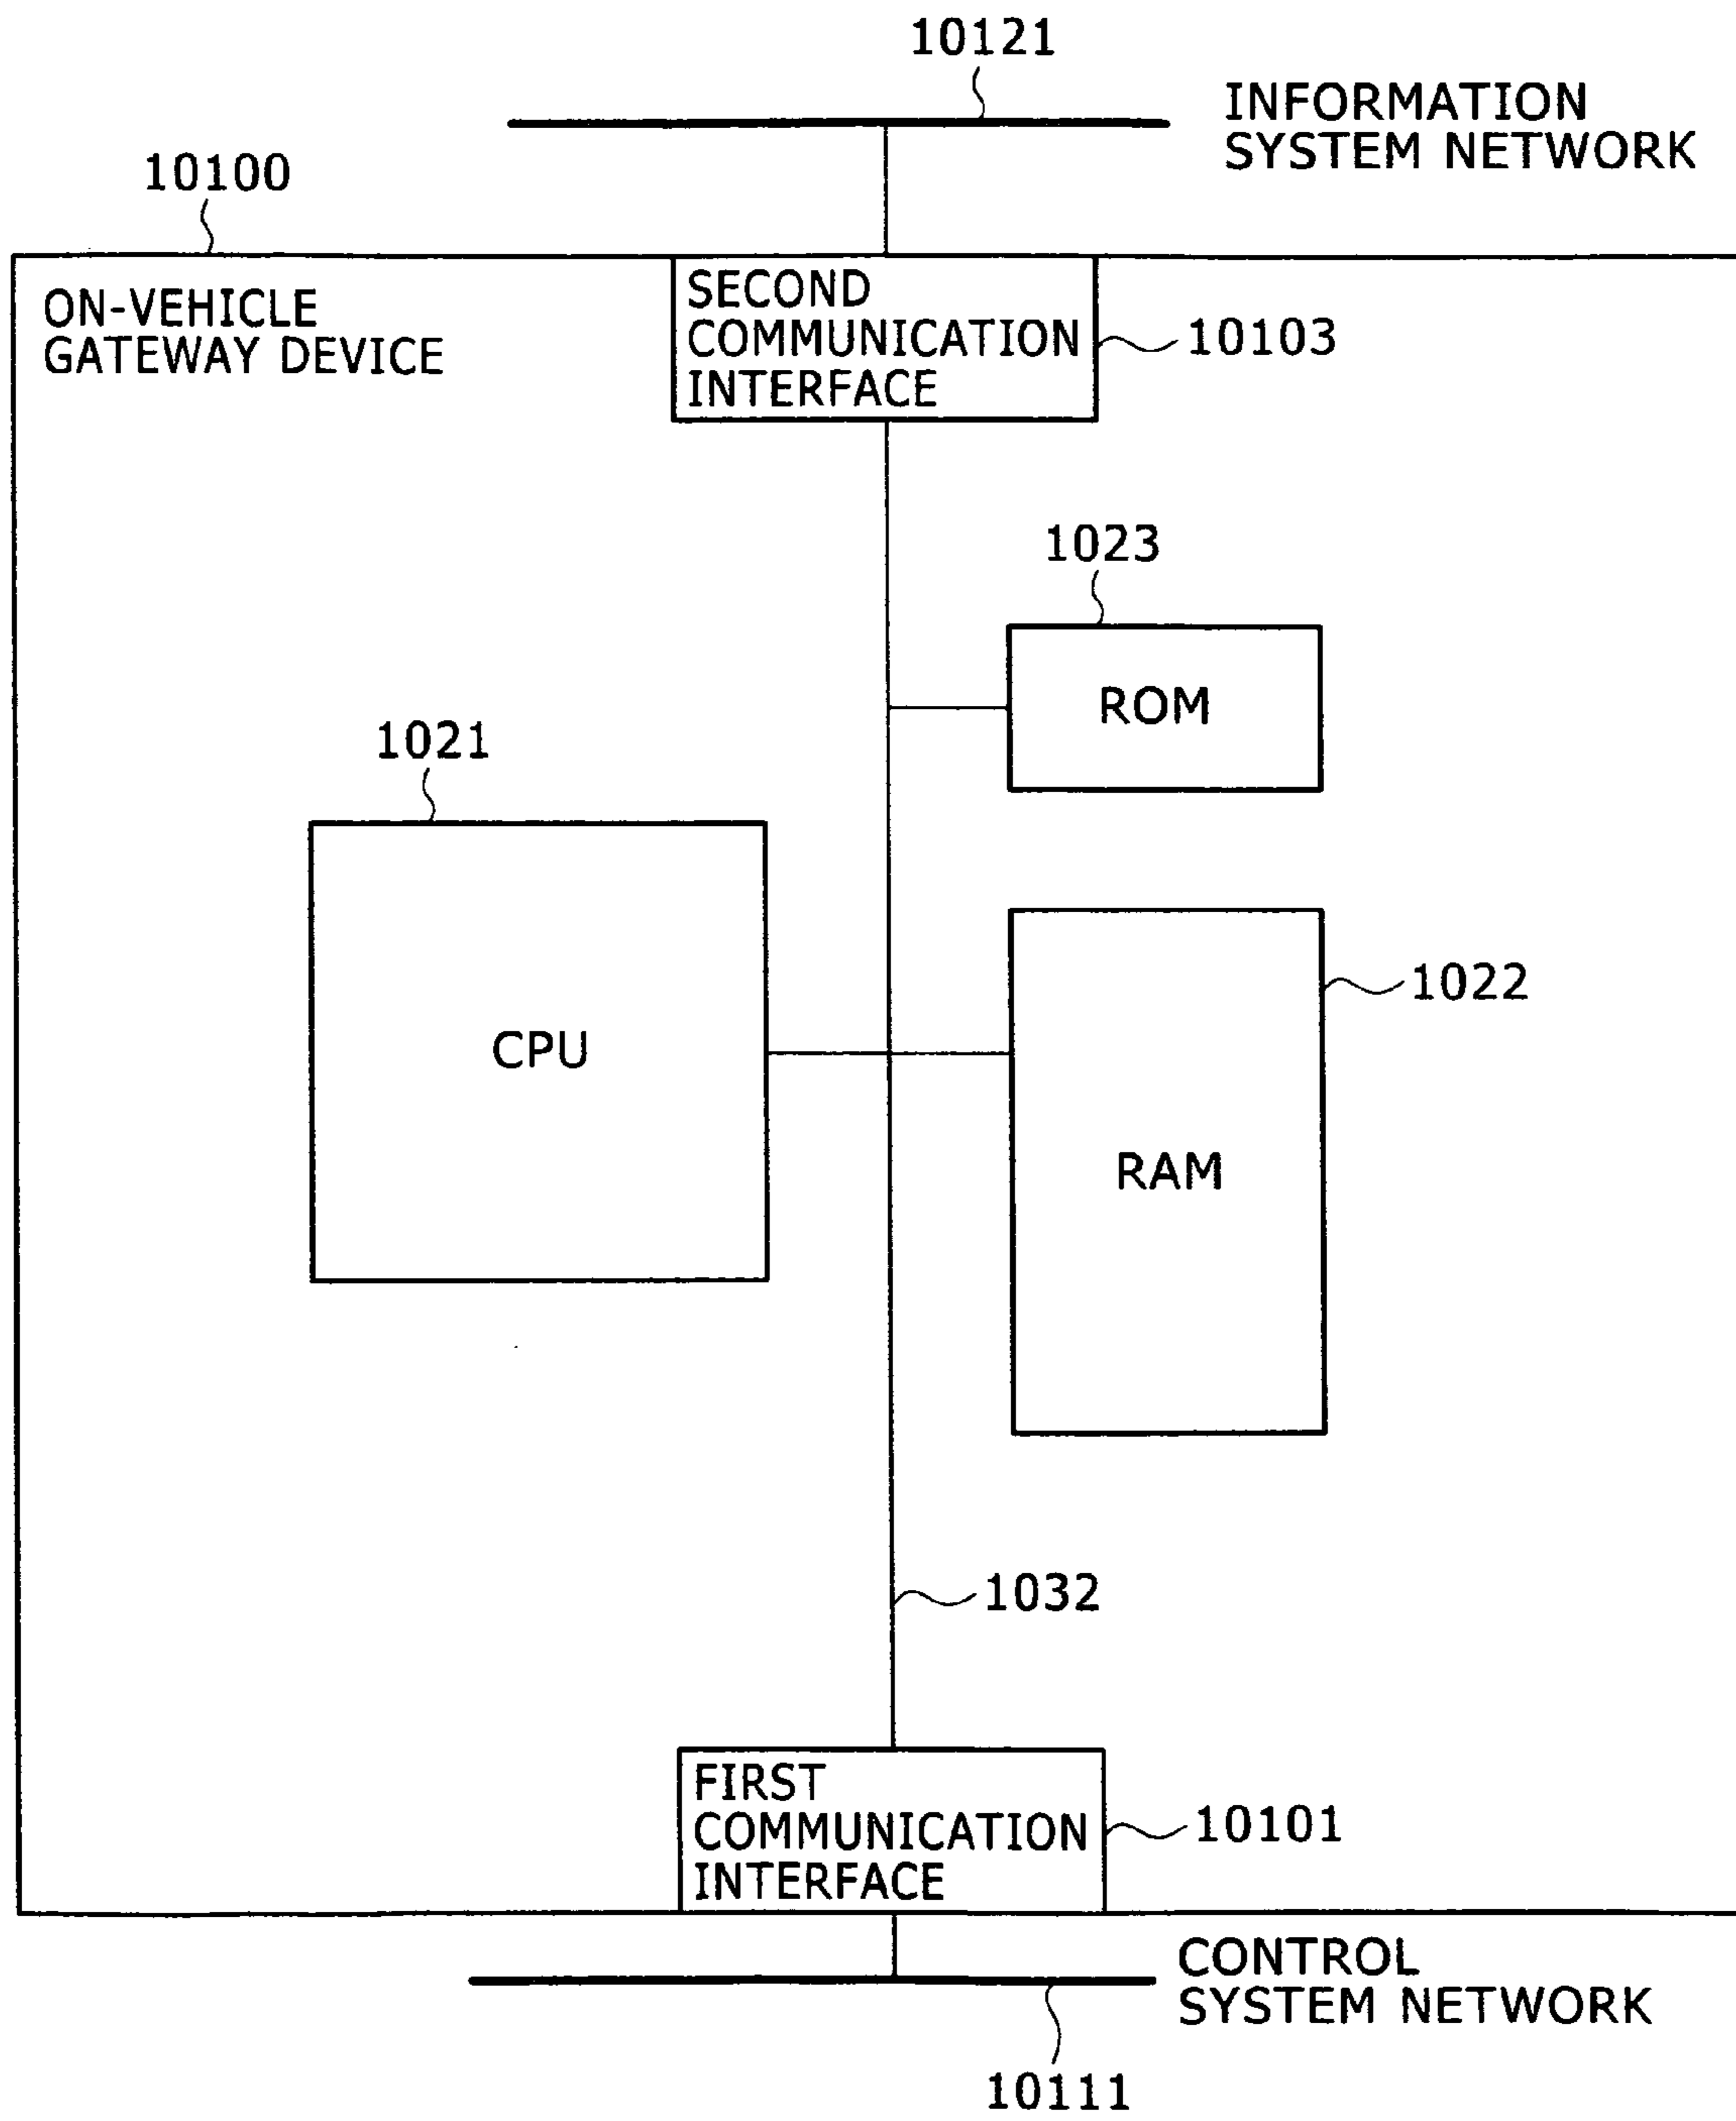 10121
INFORMATION
SYSTEM NETWORK
10100
ON-VEHICLE
GATEWAY DEVICE
SECOND
COMMUNICATION
INTERFACE
10103
1023
ROM
1021
CPU
1022
RAM
1032
FIRST
COMMUNICATION
INTERFACE
10101
CONTROL
SYSTEM NETWORK
10111